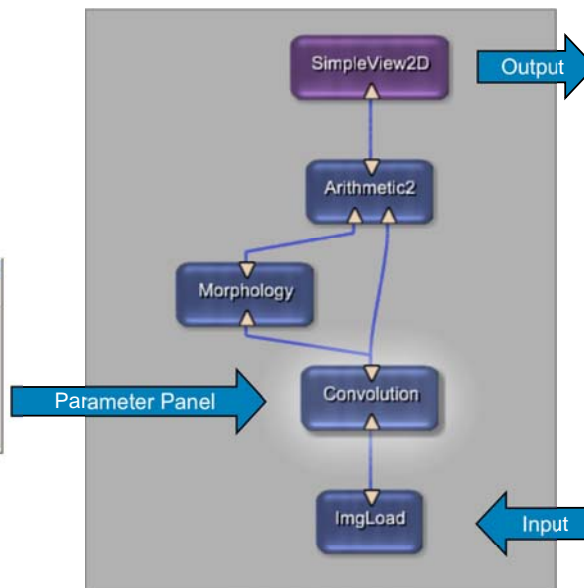 SimpleView2D
Output
Arithmetic2
Morphology
Parameter Panel
Convolution
ImgLoad
Input